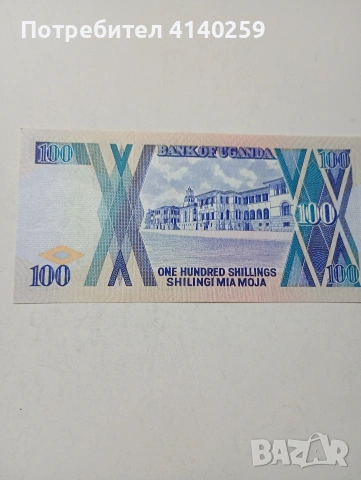 Потребител 4140259
BANK OF UGANDA
100
100
100
100
100
ONE HUNDRED SHILLINGS
SHILINGI MIA MOJA
BAZAR